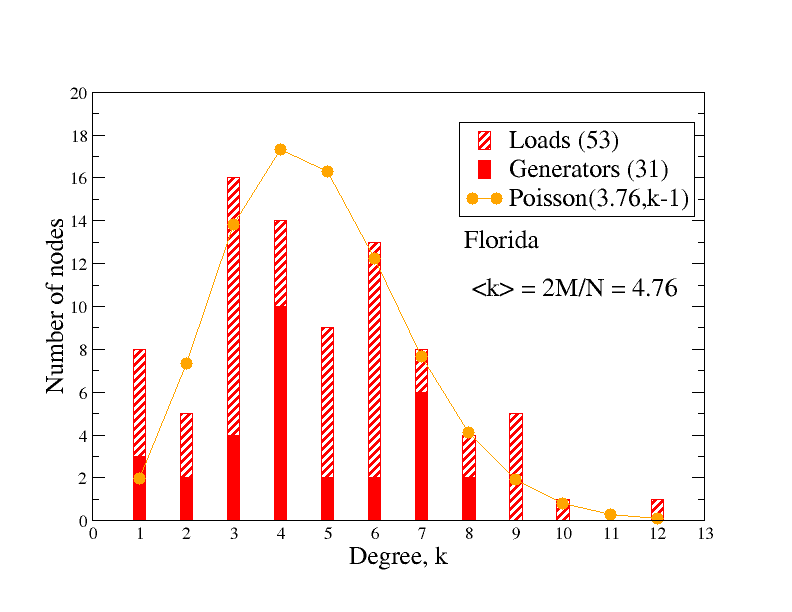 Loads (53)
Generators (31)
Poisson(3.76,k-1)
Florida
<k> = 2M/N = 4.76
Number of nodes
20
18
16
14
12
10
8
6
4
2
0
0 1 2 3 4 5 6 7 8 9 10 11 12 13
Degree, k